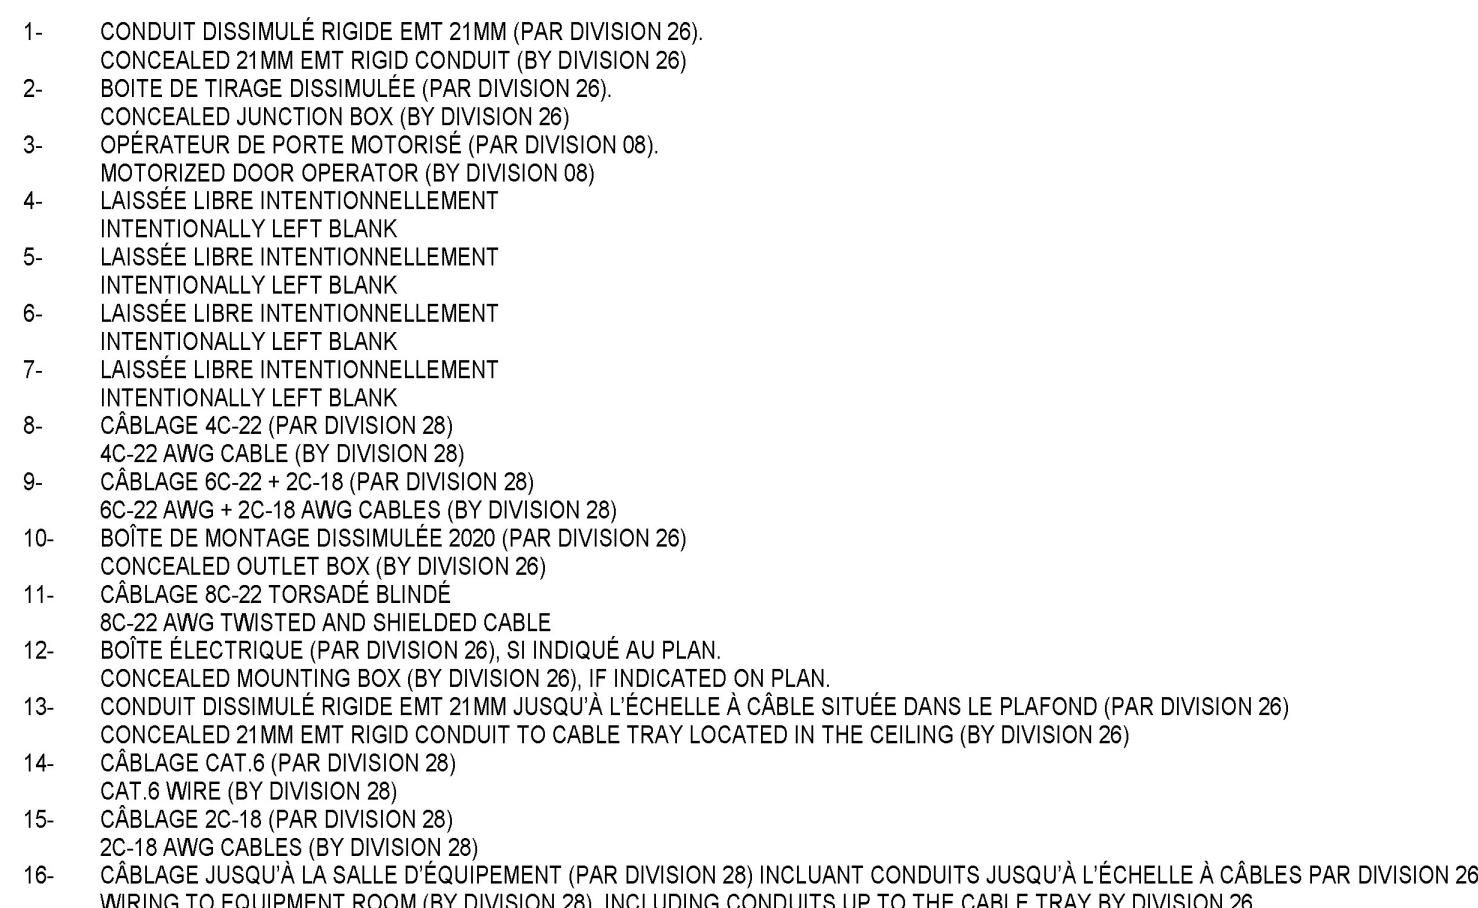 1- CONDUIT DISSIMULÉ RIGIDE EMT 21MM (PAR DIVISION 26).
CONCEALED 21MM EMT RIGID CONDUIT (BY DIVISION 26)
2- BOITE DE TIRAGE DISSIMULÉE (PAR DIVISION 26).
CONCEALED JUNCTION BOX (BY DIVISION 26)
3- OPÉRATEUR DE PORTE MOTORISÉ (PAR DIVISION 08).
MOTORIZED DOOR OPERATOR (BY DIVISION 08)
4- LAISSÉE LIBRE INTENTIONNELLEMENT
INTENTIONALLY LEFT BLANK
5- LAISSÉE LIBRE INTENTIONNELLEMENT
INTENTIONALLY LEFT BLANK
6- LAISSÉE LIBRE INTENTIONNELLEMENT
INTENTIONALLY LEFT BLANK
7- LAISSÉE LIBRE INTENTIONNELLEMENT
INTENTIONALLY LEFT BLANK
8- CÂBLAGE 4C-22 (PAR DIVISION 28)
4C-22 AWG CABLE (BY DIVISION 28)
9- CÂBLAGE 6C-22 + 2C-18 (PAR DIVISION 28)
6C-22 AWG + 2C-18 AWG CABLES (BY DIVISION 28)
10- BOÎTE DE MONTAGE DISSIMULÉE 2020 (PAR DIVISION 26)
CONCEALED OUTLET BOX (BY DIVISION 26)
11- CÂBLAGE 8C-22 TORSADÉ BLINDÉ
8C-22 AWG TWISTED AND SHIELDED CABLE
12- BOÎTE ÉLECTRIQUE (PAR DIVISION 26), SI INDIQUÉ AU PLAN.
CONCEALED MOUNTING BOX (BY DIVISION 26), IF INDICATED ON PLAN.
13- CONDUIT DISSIMULÉ RIGIDE EMT 21MM JUSQU'À L'ÉCHELLE À CÂBLE SITUÉE DANS LE PLAFOND (PAR DIVISION 26)
CONCEALED 21MM EMT RIGID CONDUIT TO CABLE TRAY LOCATED IN THE CEILING (BY DIVISION 26)
14- CÂBLAGE CAT.6 (PAR DIVISION 28)
CAT.6 WIRE (BY DIVISION 28)
15- CÂBLAGE 2C-18 (PAR DIVISION 28)
2C-18 AWG CABLES (BY DIVISION 28)
16- CÂBLAGE JUSQU'À LA SALLE D'ÉQUIPEMENT (PAR DIVISION 28) INCLUANT CONDUITS JUSQU'À L'ÉCHELLE À CÂBLES PAR DIVISION 26
WIRING TO EQUIPMENT ROOM (BY DIVISION 28), INCLUDING CONDUITS UP TO THE CABLE TRAY BY DIVISION 26